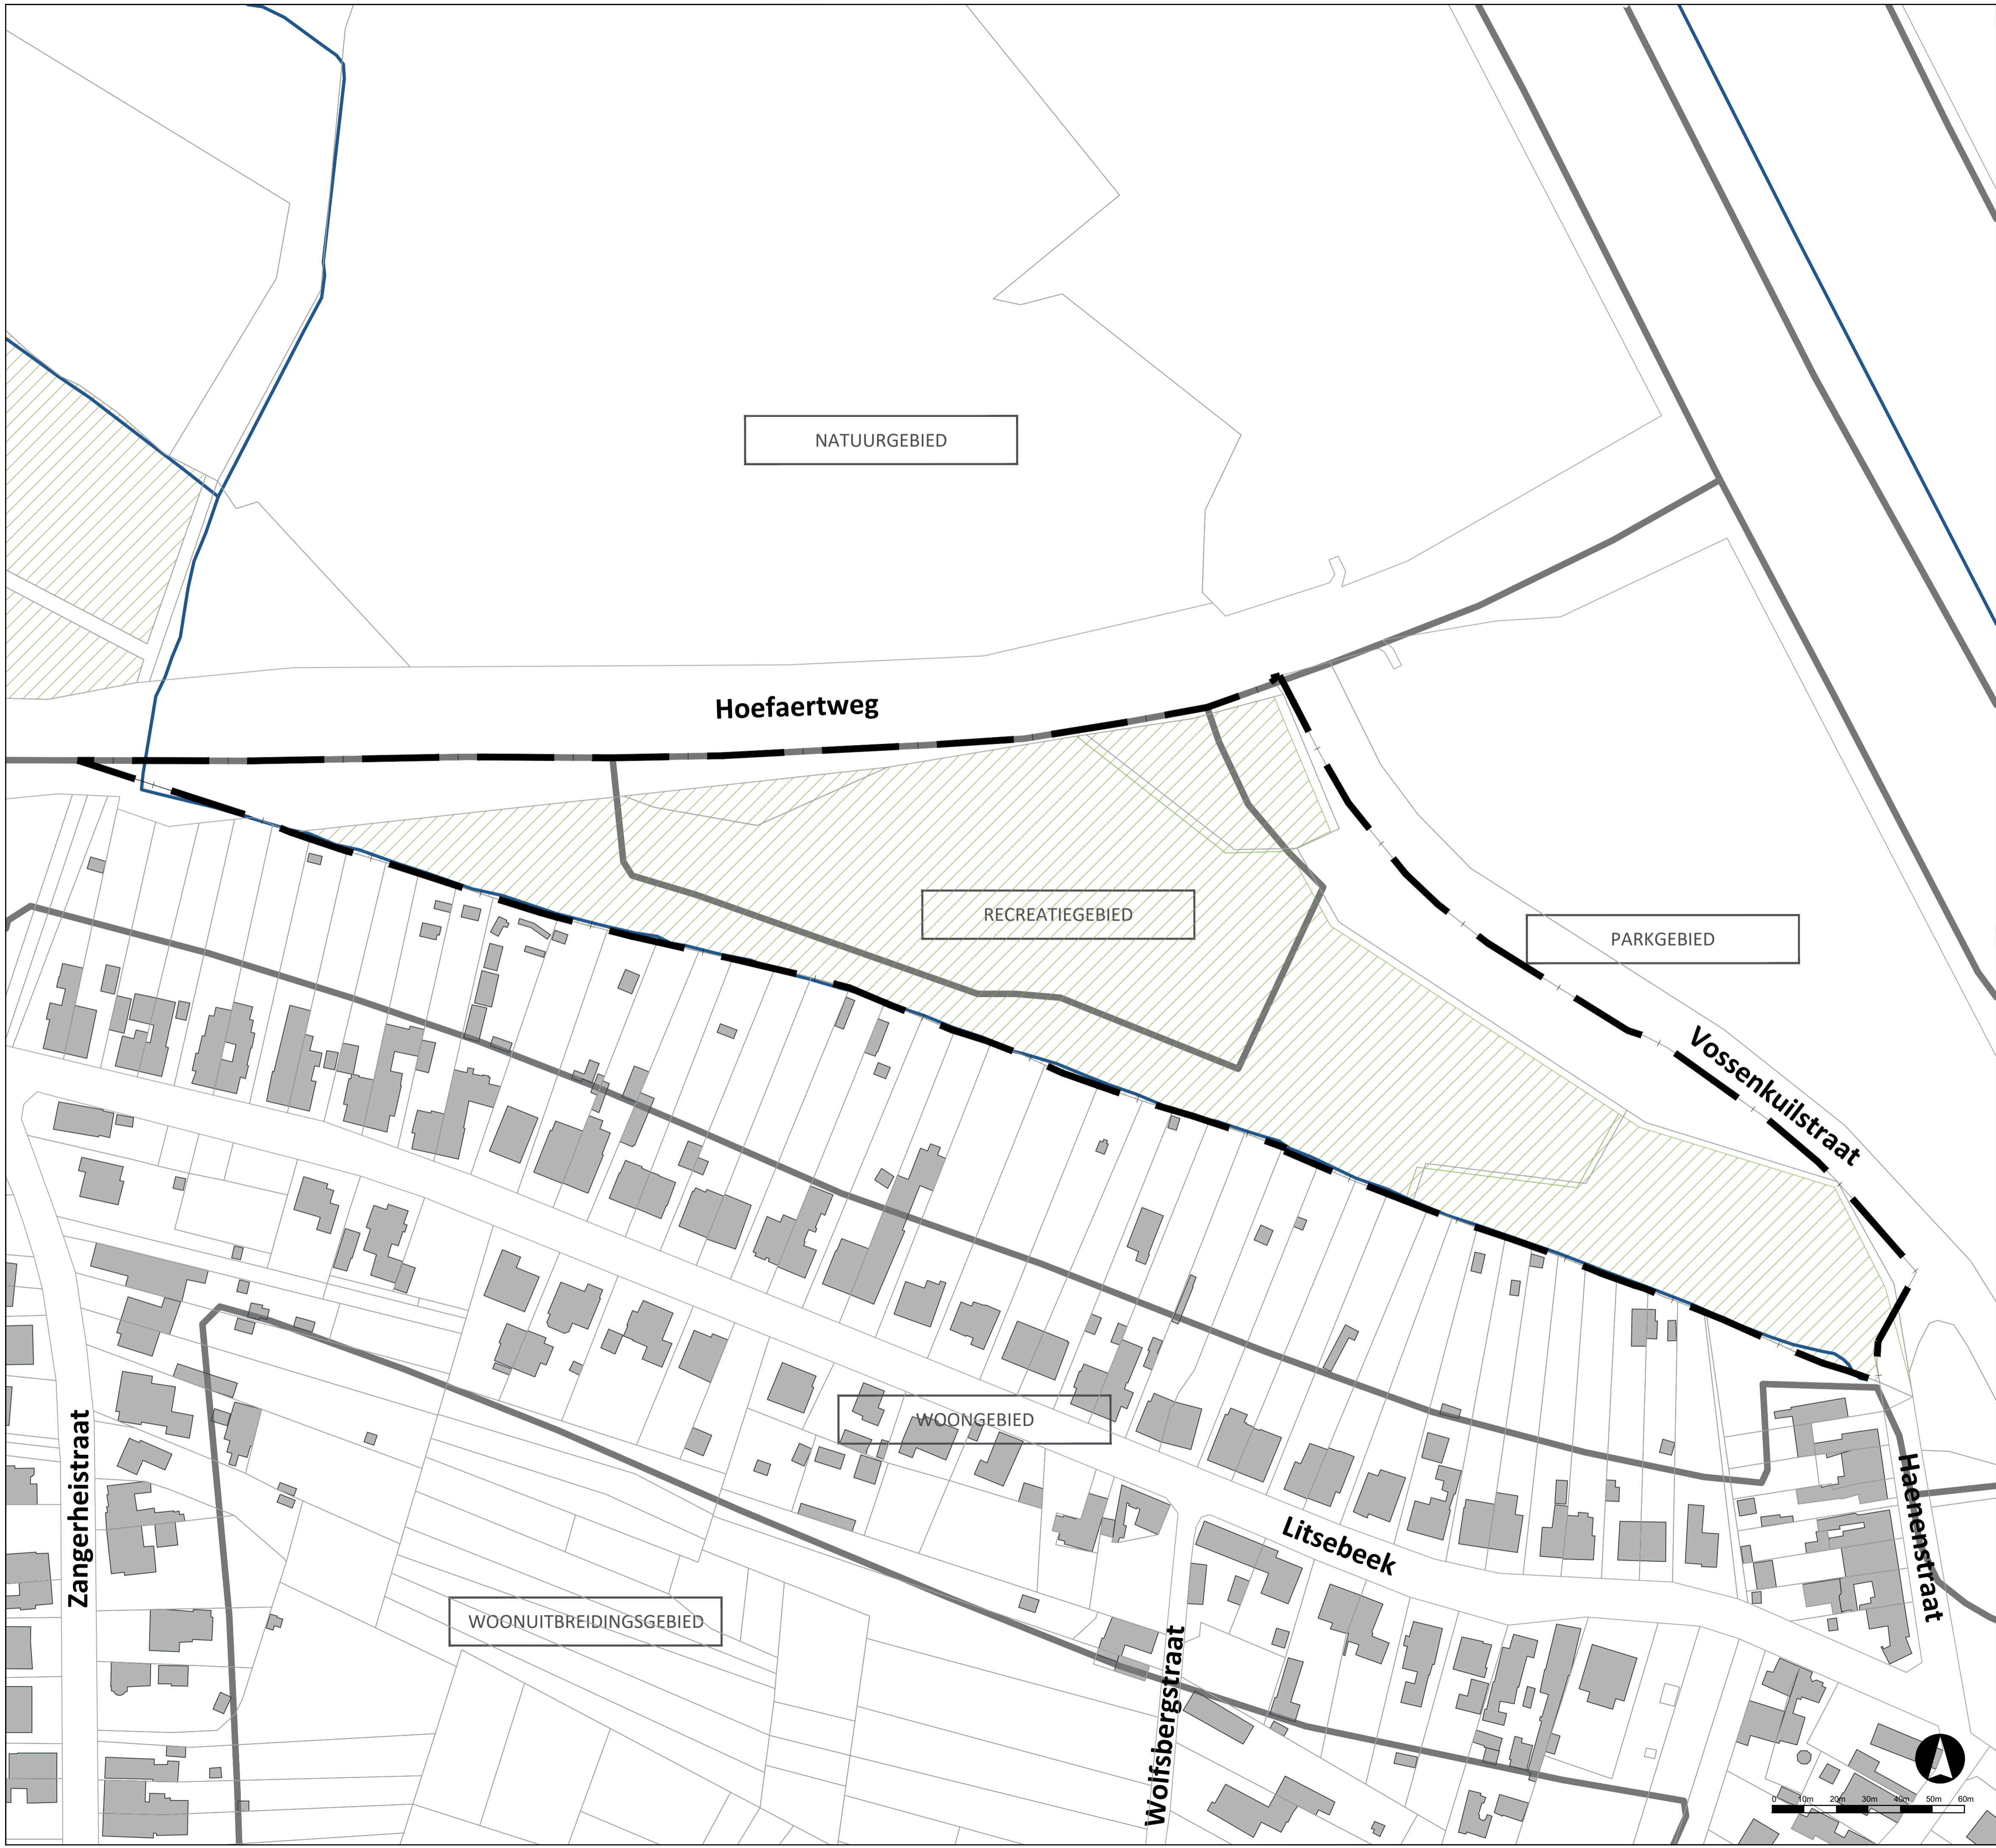 NATUURGEBIED
Hoefaertweg
RECREATIEGEBIED
PARKGEBIED
Vossenkuilstraat
WOONGEBIED
Zangerheistraat
Haenenstraat
Litsebeek
WOONUITBREIDINGSGEBIED
Wolfsbergstraat
0 10m 20m 30m 40m 50m 60m